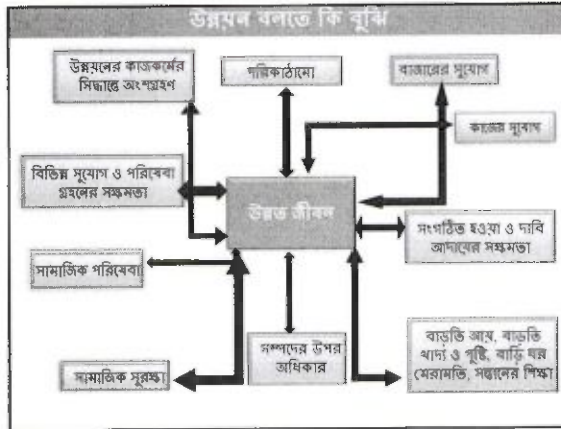 উন্নয়ন বলতে কি বুঝি
উন্নয়নের কাজকর্মের
সিদ্ধান্তে অংশগ্রহণ
পরিকাঠামো
বাজারের সুযোগ
কাজের সুযোগ
বিভিন্ন সুযোগ ও পরিষেবা
গ্রহনের সক্ষমতা
উন্নত জীবন
সংগঠিত হওয়া ও দাবি
আদায়ের সক্ষমতা
সামাজিক পরিষেবা
সম্পদের উপর
অধিকার
বাড়তি আয়, বাড়তি
খাদ্য ও পুষ্টি, বাড়ি ঘর
মেরামতি, সন্তানের শিক্ষা
সামাজিক সুরক্ষা